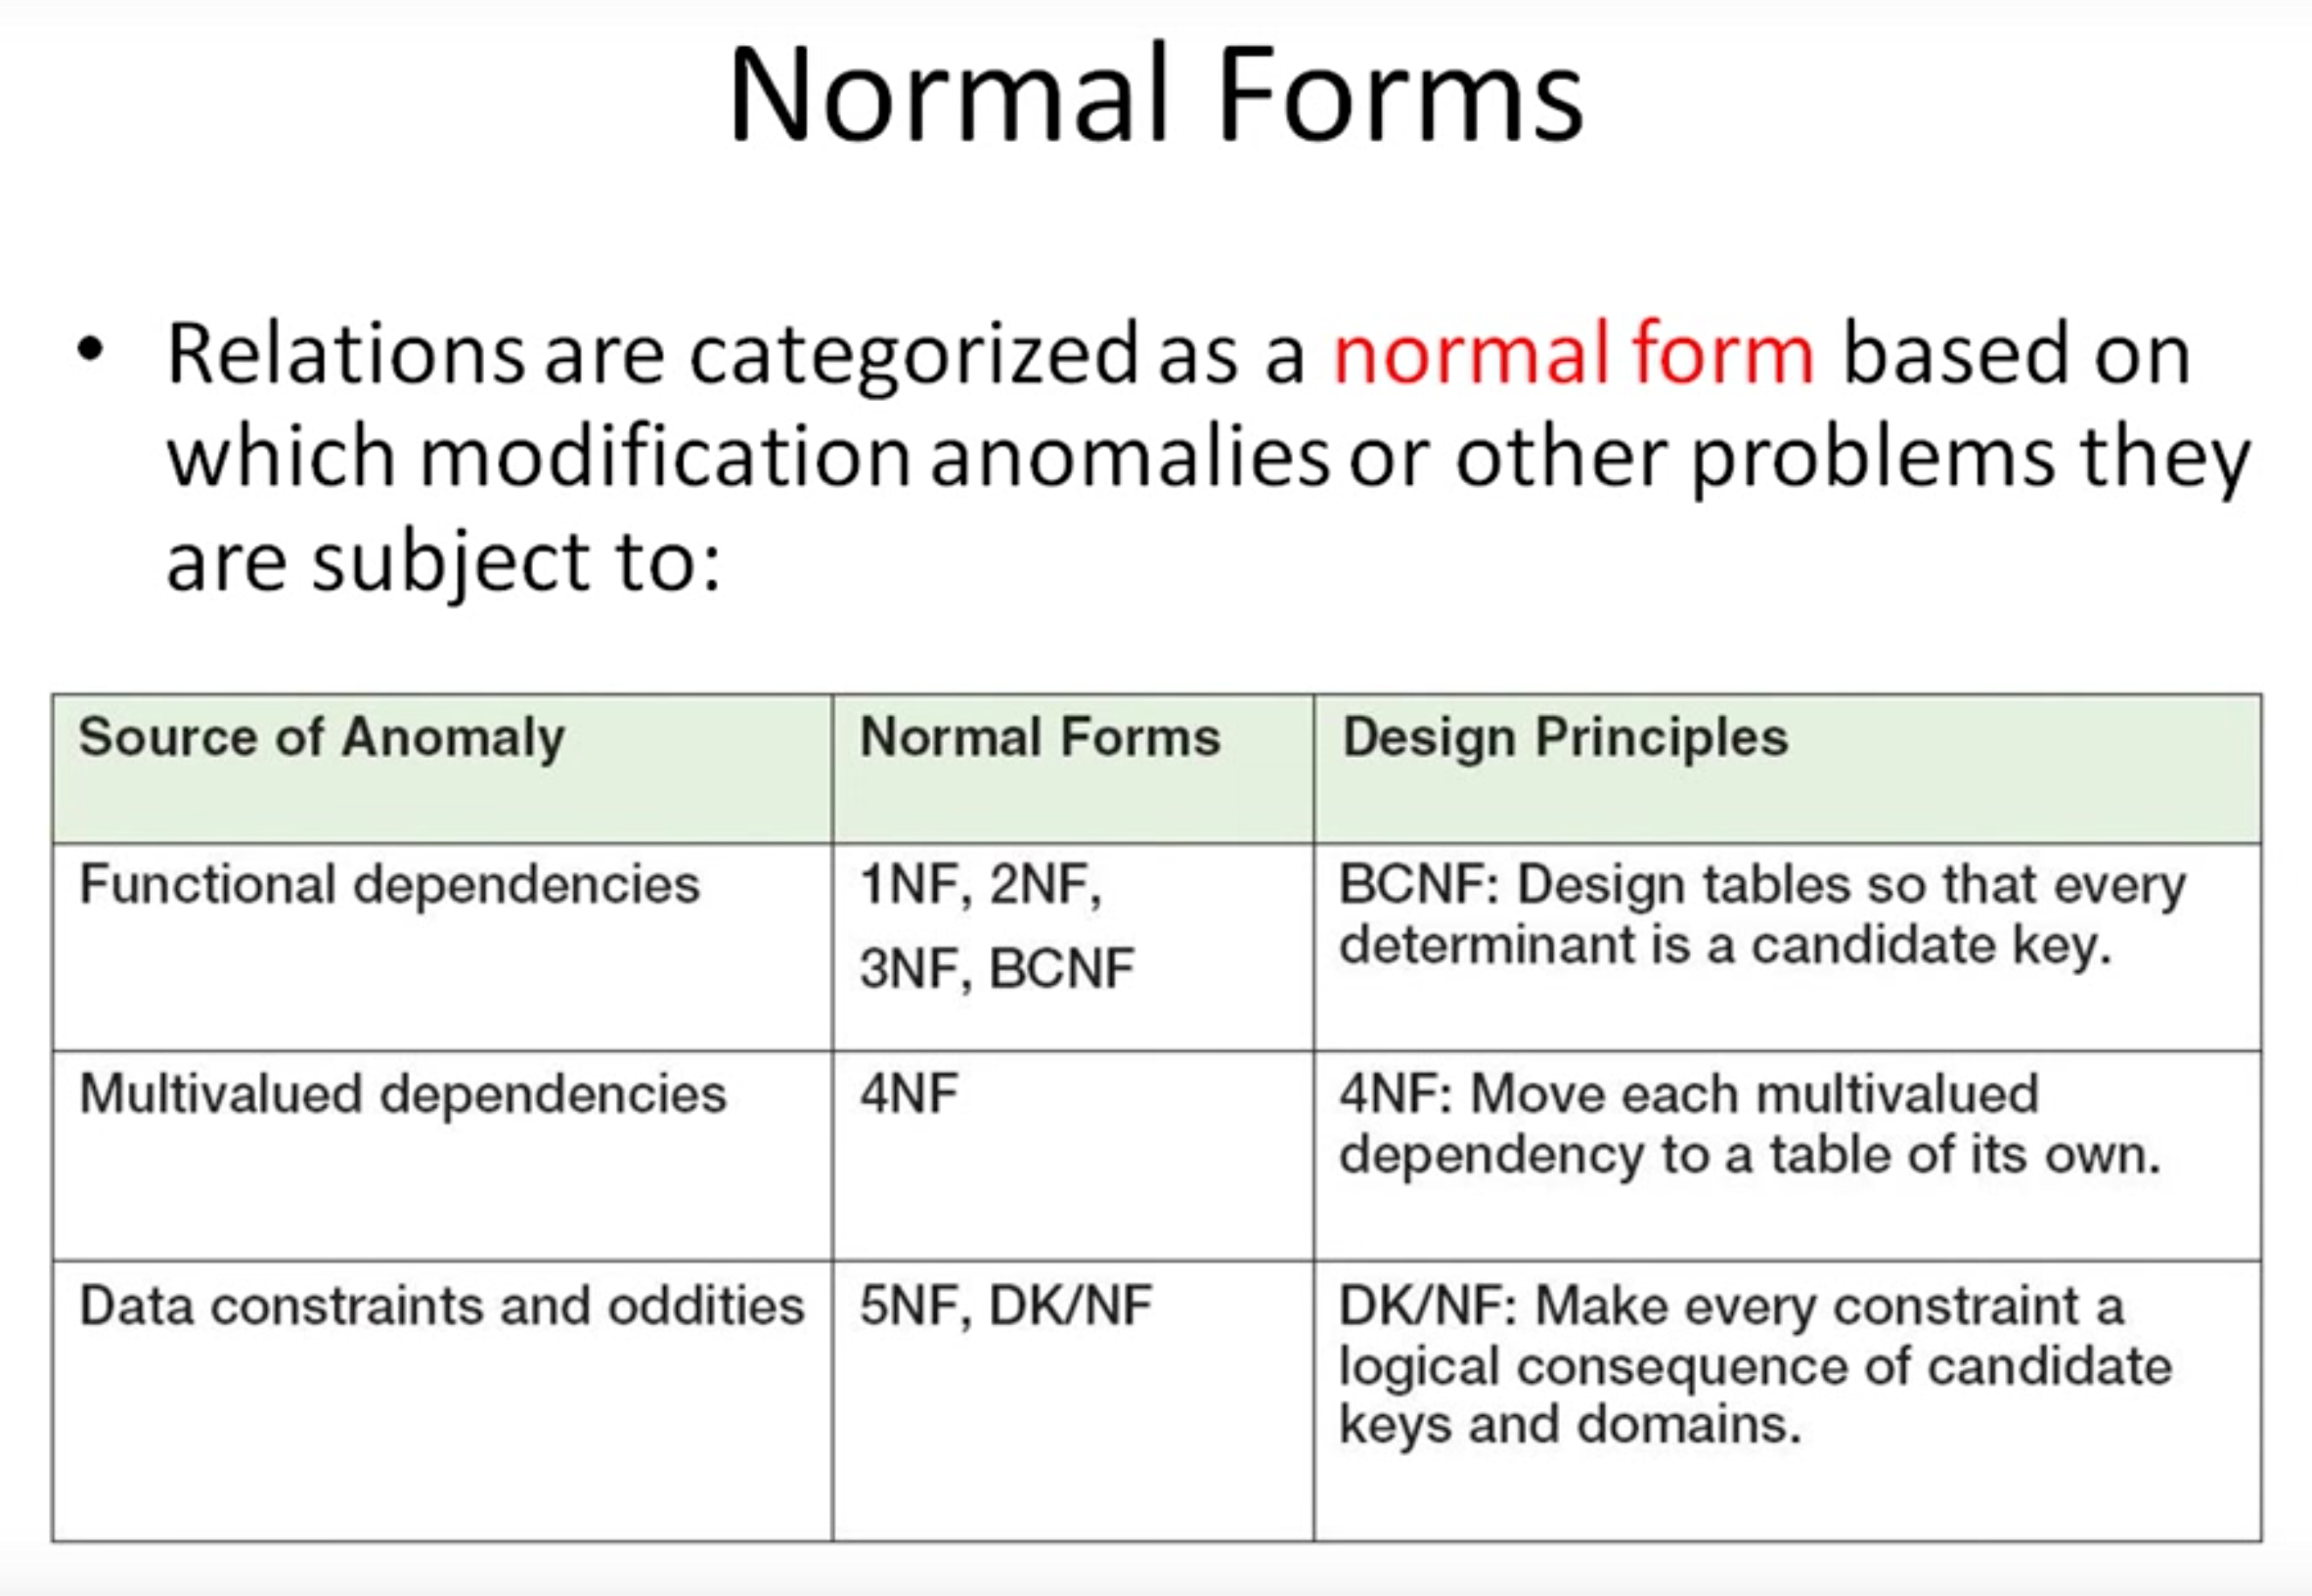 Normal Forms
• Relations are categorized as a normal form based on
which modification anomalies or other problems they
are subject to:
Source of Anomaly
Normal Forms
Design Principles
Functional dependencies
1NF, 2NF,
3NF, BCNF
BCNF: Design tables so that every
determinant is a candidate key.
Multivalued dependencies
4NF
4NF: Move each multivalued
dependency to a table of its own.
Data constraints and oddities
5NF, DK/NF
DK/NF: Make every constraint a
logical consequence of candidate
keys and domains.